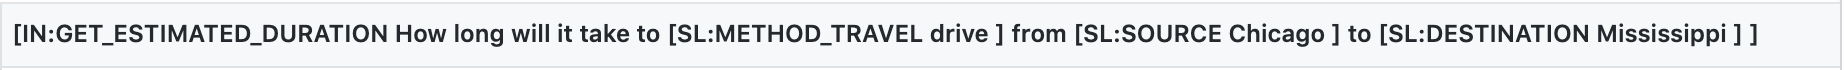 [IN:GET_ESTIMATED_DURATION How long will it take to [SL:METHOD_TRAVEL drive ] from [SL:SOURCE Chicago ] to [SL:DESTINATION Mississippi ] ]